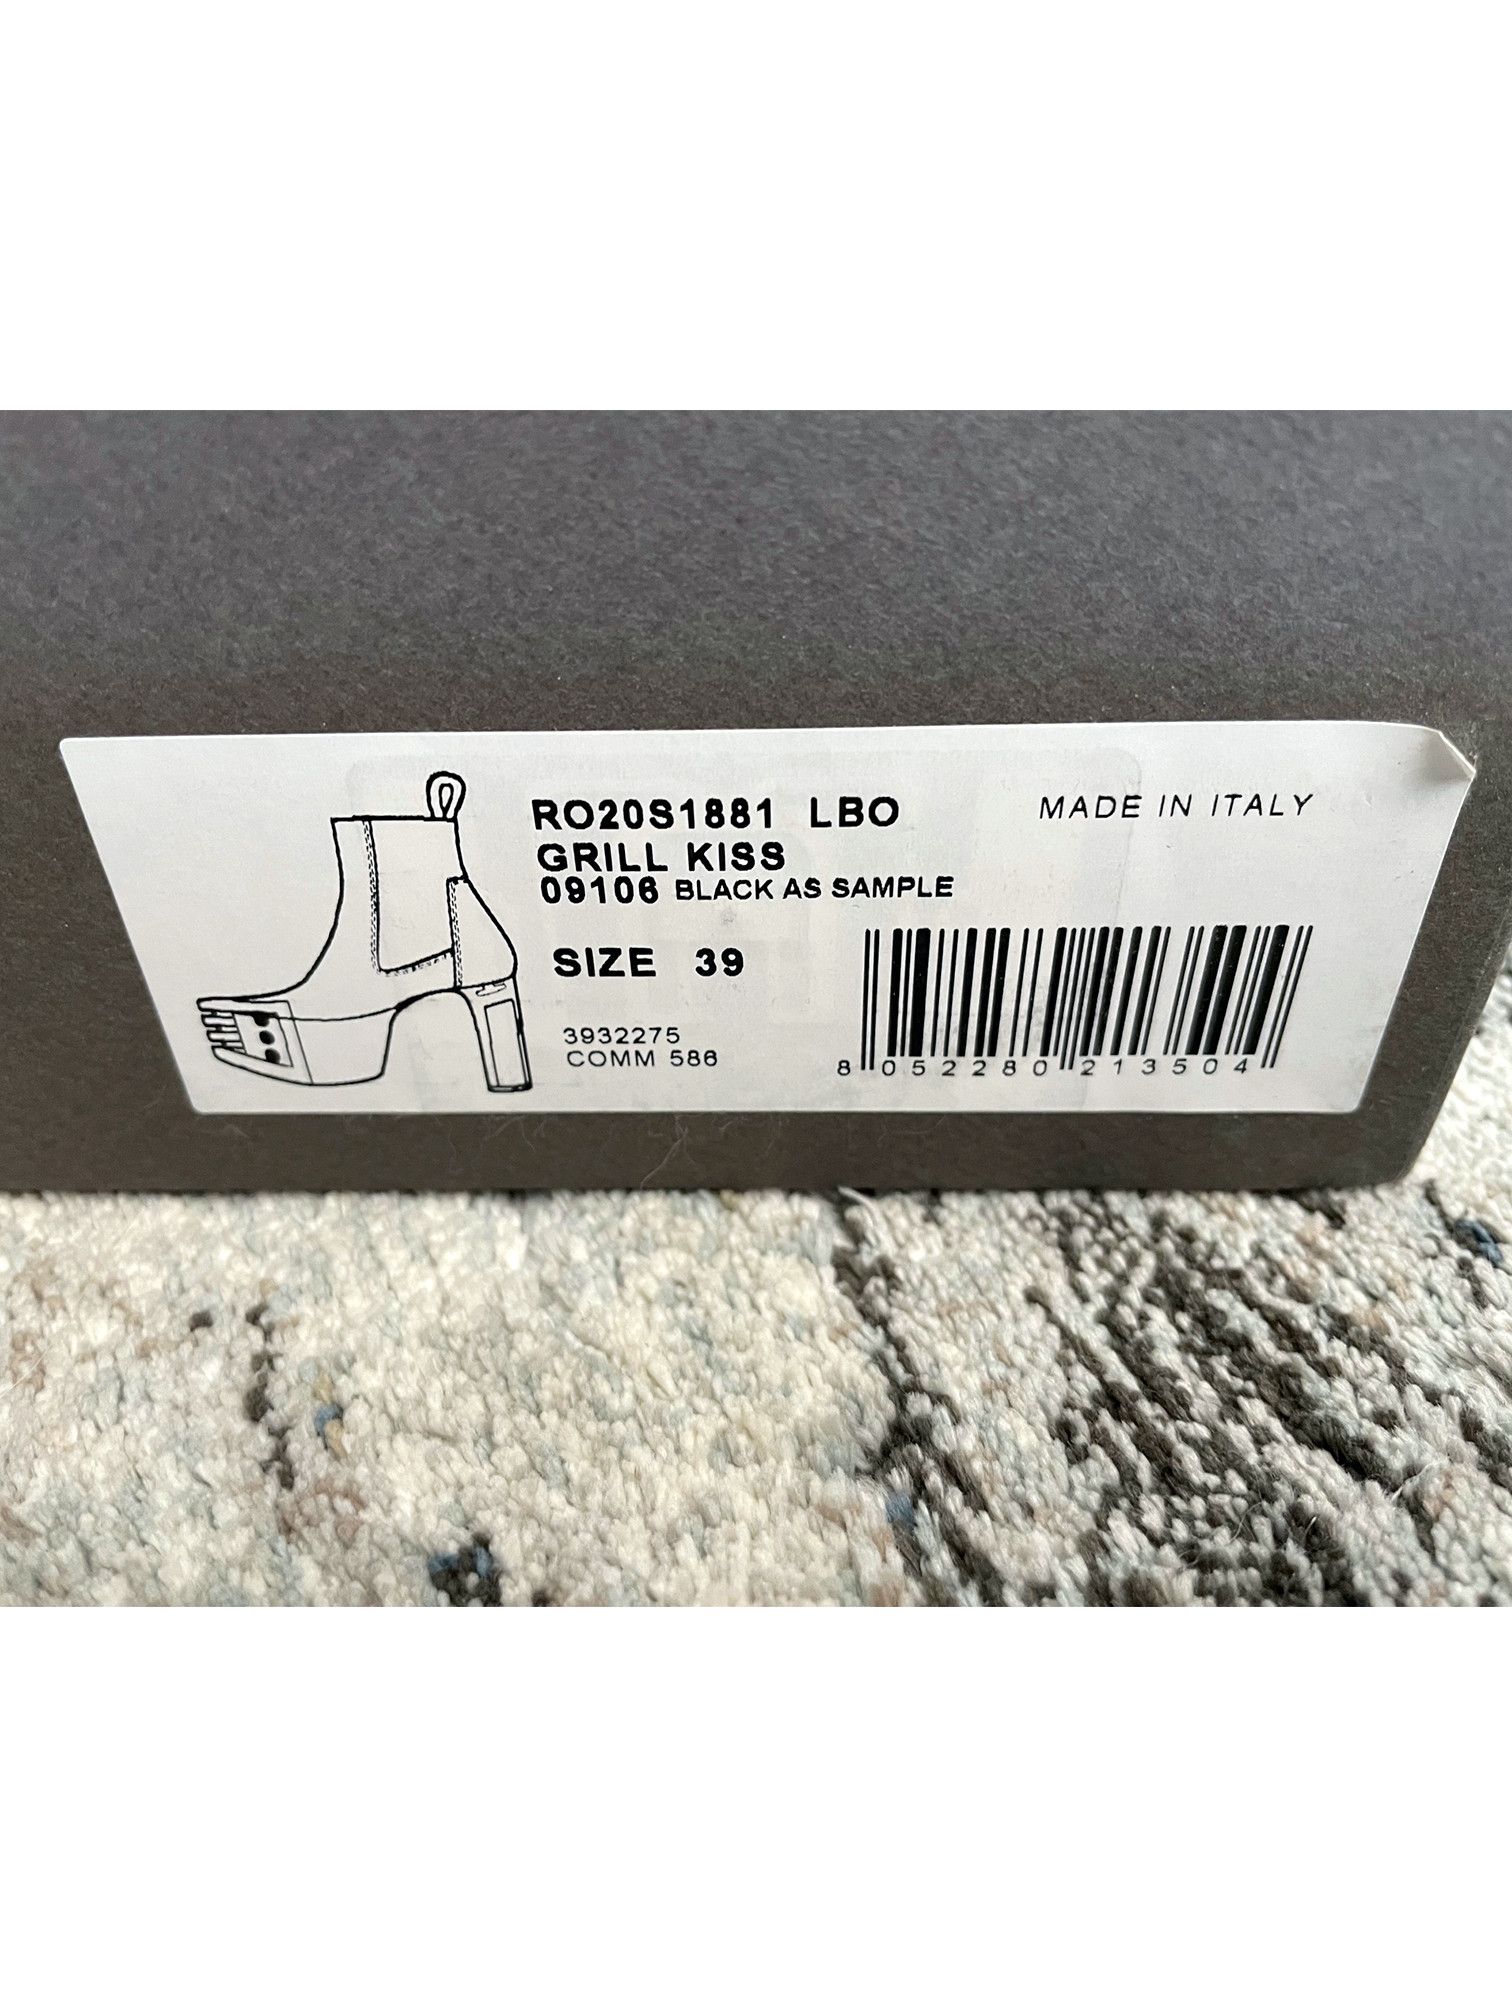 RO20S1881 LBO
MADE IN ITALY
GRILL KISS
09106 BLACK AS SAMPLE
SIZE 39
3932275
COMM 586
8 052280 213504